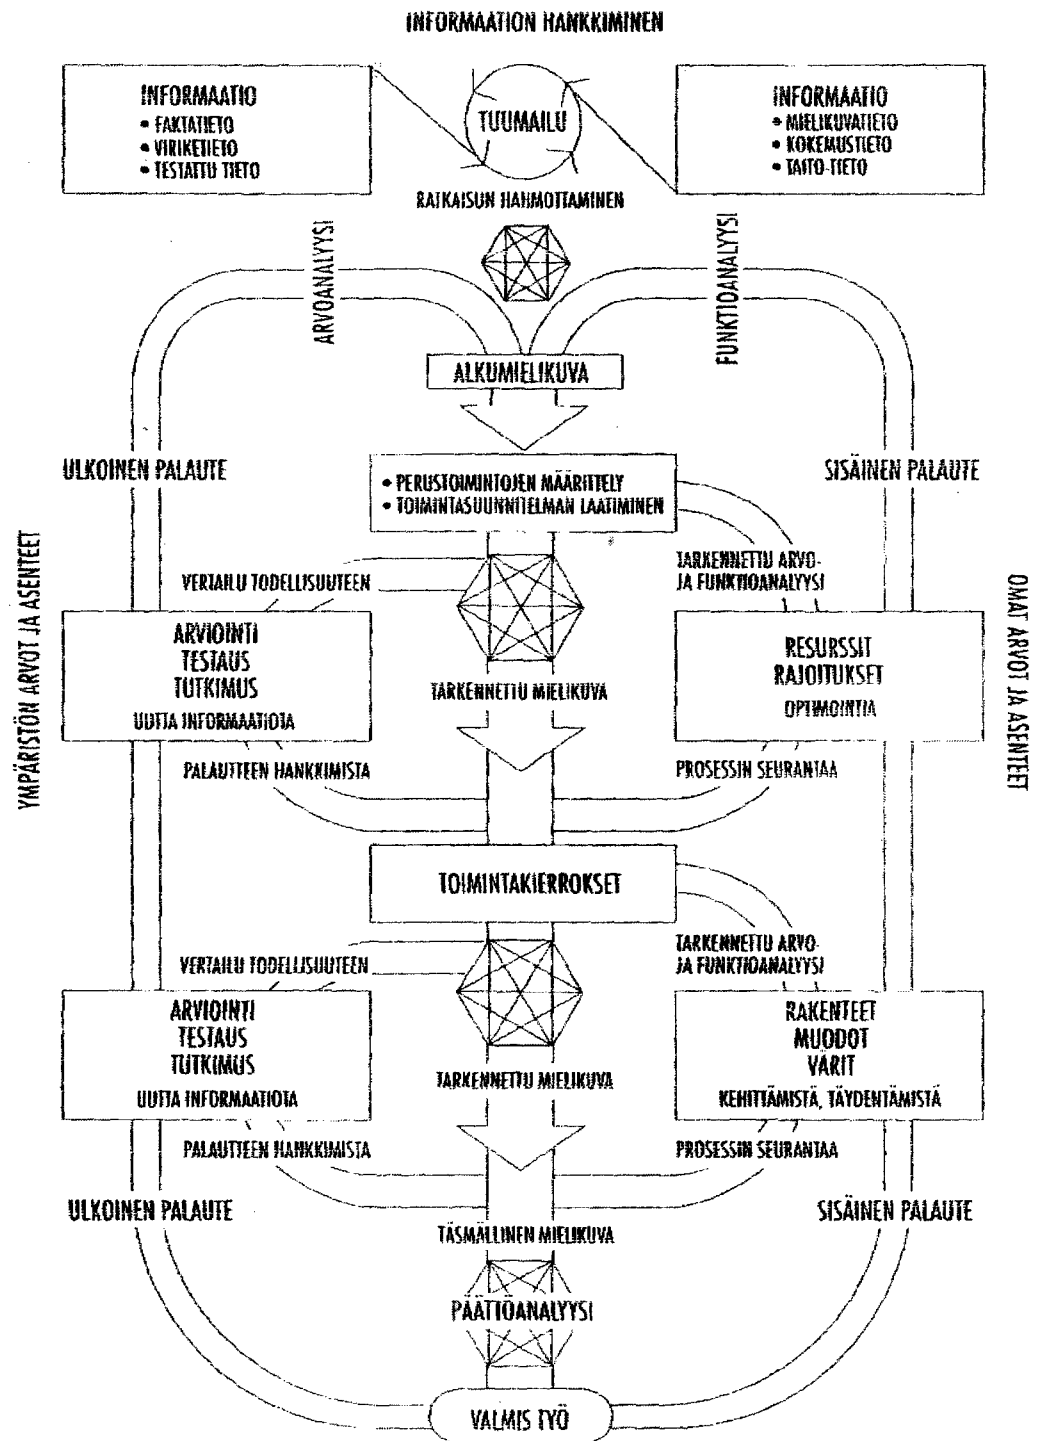 INFORMAATION HANKKIMINEN
INFORMAATIO
• FAKTATIETO
• VIRIKETIETO
• TESTATTU TIETO
TUUMAILU
INFORMAATIO
• MIELIKUVATIETO
• KOKEMUSTIETO
• TAITO-TIETO
RATKAISUN HAHMOTTAMINEN
ARVOANALYYSI
FUNKTIOANALYYSI
ALKUMIELIKUVA
ULKOINEN PALAUTE
SISÄINEN PALAUTE
• PERUSTOIMINTOJEN MÄÄRITTELY
• TOIMINTASUUNNITELMAN LAATIMINEN
YMPÄRISTÖN ARVOT JA ASENTEET
OMAT ARVOT JA ASENTEET
VERTAILU TODELLISUUTEEN
TARKENNETTU ARVO-
JA FUNKTIOANALYYSI
ARVIOINTI
TESTAUS
TUTKIMUS
UUTTA INFORMAATIOTA
RESURSSIT
RAJOITUKSET
OPTIMOINTIA
TARKENNETTU MIELIKUVA
PALAUTTEEN HANKKIMISTA
PROSESSIN SEURANTAA
TOIMINTAKIERROKSET
VERTAILU TODELLISUUTEEN
TARKENNETTU ARVO-
JA FUNKTIOANALYYSI
ARVIOINTI
TESTAUS
TUTKIMUS
UUTTA INFORMAATIOTA
RAKENTEET
MUODOT
VÄRIT
KEHITTÄMISTÄ, TÄYDENTÄMISTÄ
TARKENNETTU MIELIKUVA
PALAUTTEEN HANKKIMISTA
PROSESSIN SEURANTAA
ULKOINEN PALAUTE
SISÄINEN PALAUTE
TÄSMÄLLINEN MIELIKUVA
PÄÄTTÖANALYYSI
VALMIS TYÖ